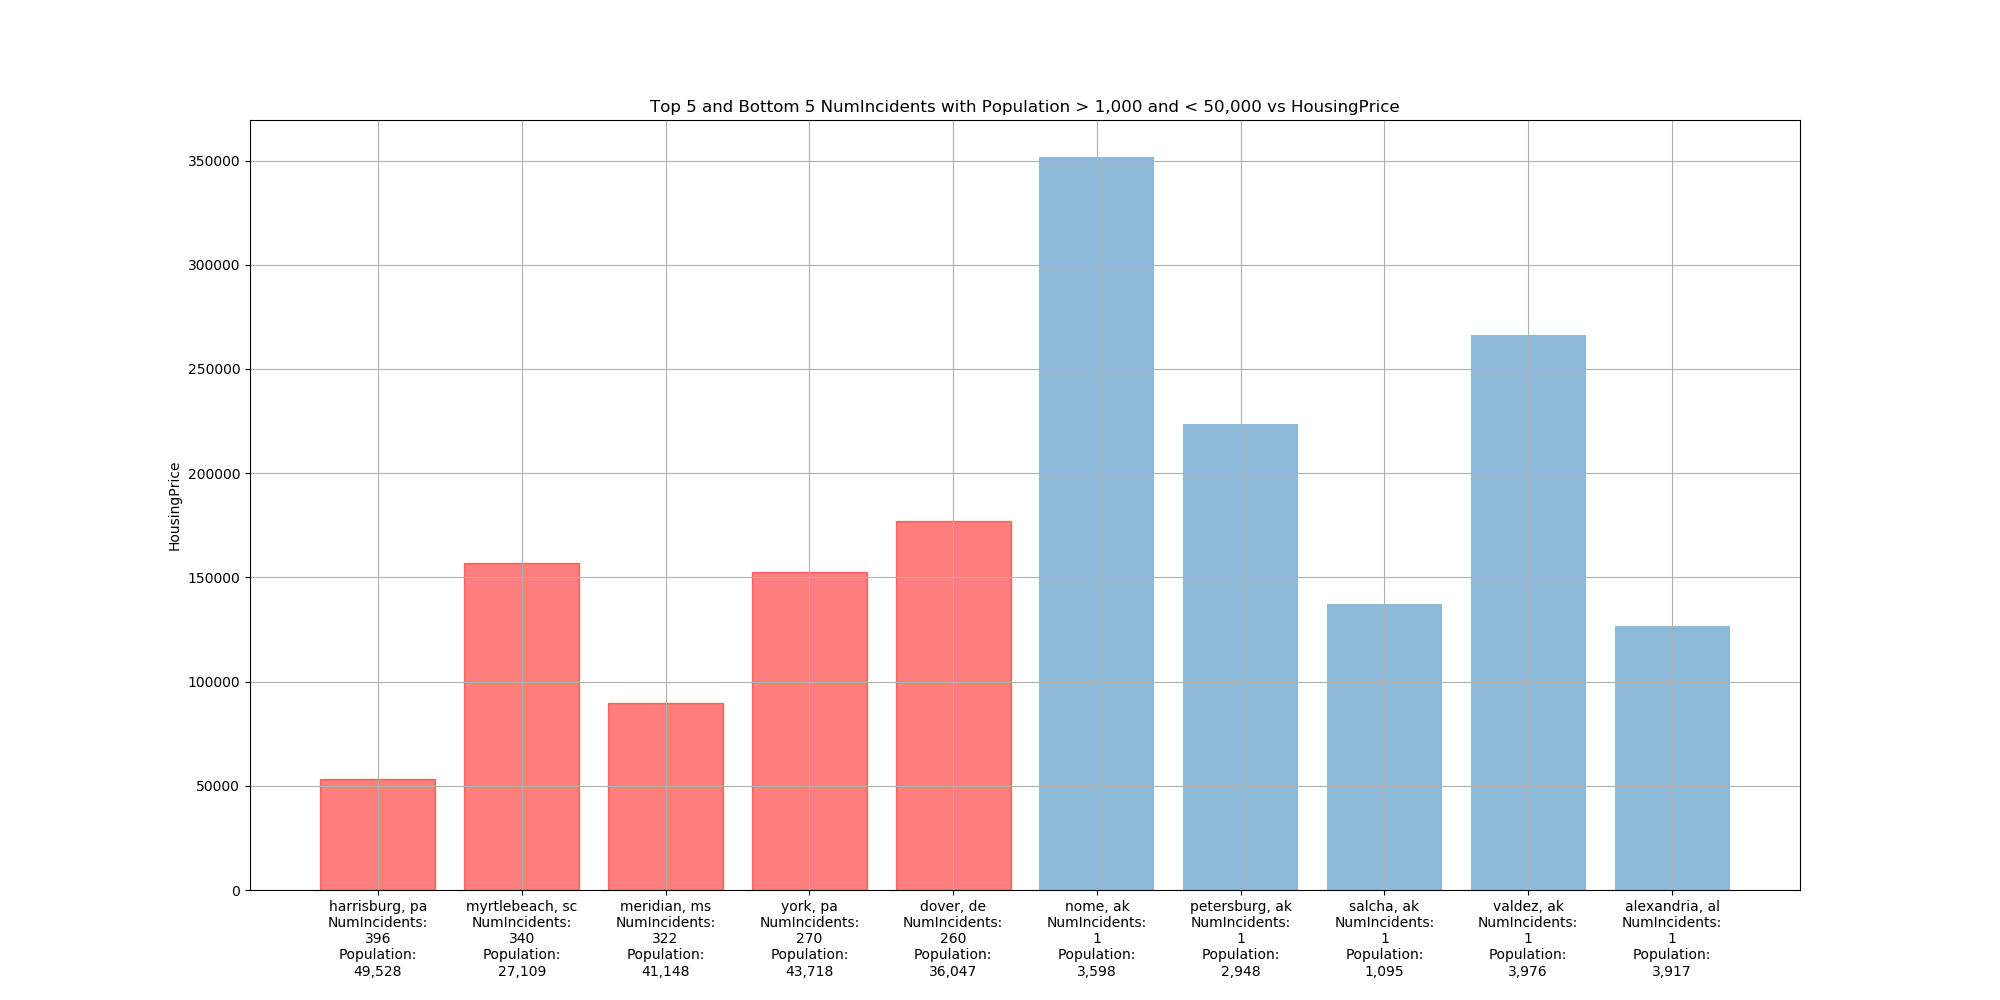 Top 5 and Bottom 5 NumIncidents with Population > 1,000 and < 50,000 vs HousingPrice
HousingPrice
350000
300000
250000
200000
150000
100000
50000
0
harrisburg, pa
NumIncidents:
396
Population:
49,528
myrtlebeach, sc
NumIncidents:
340
Population:
27,109
meridian, ms
NumIncidents:
322
Population:
41,148
york, pa
NumIncidents:
270
Population:
43,718
dover, de
NumIncidents:
260
Population:
36,047
nome, ak
NumIncidents:
1
Population:
3,598
petersburg, ak
NumIncidents:
1
Population:
2,948
salcha, ak
NumIncidents:
1
Population:
1,095
valdez, ak
NumIncidents:
1
Population:
3,976
alexandria, al
NumIncidents:
1
Population:
3,917